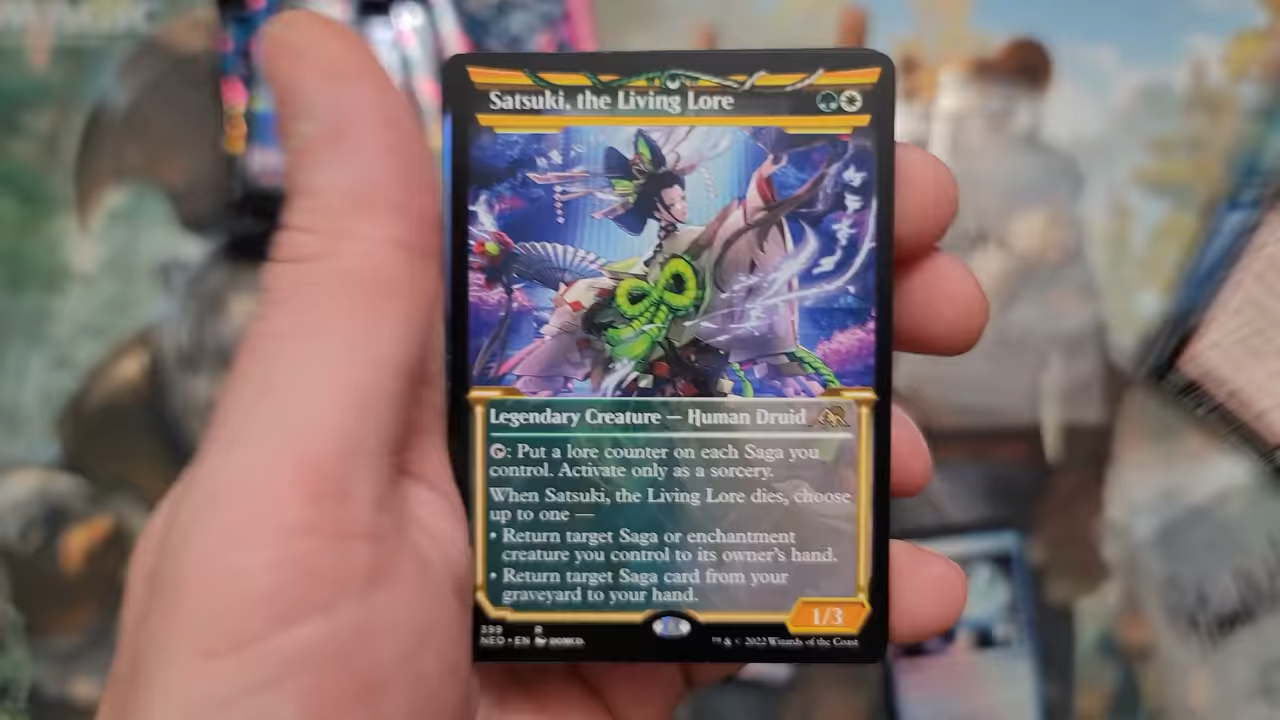 Satsuki, the Living Lore
Legendary Creature — Human Druid
: Put a lore counter on each Saga you
control. Activate only as a sorcery.
When Satsuki, the Living Lore dies, choose
up to one —
• Return target Saga or enchantment
creature you control to its owner's hand.
• Return target Saga card from your
graveyard to your hand.
1/3
399 R
NEO • EN DOMCO.
™ & © 2022 Wizards of the Coast